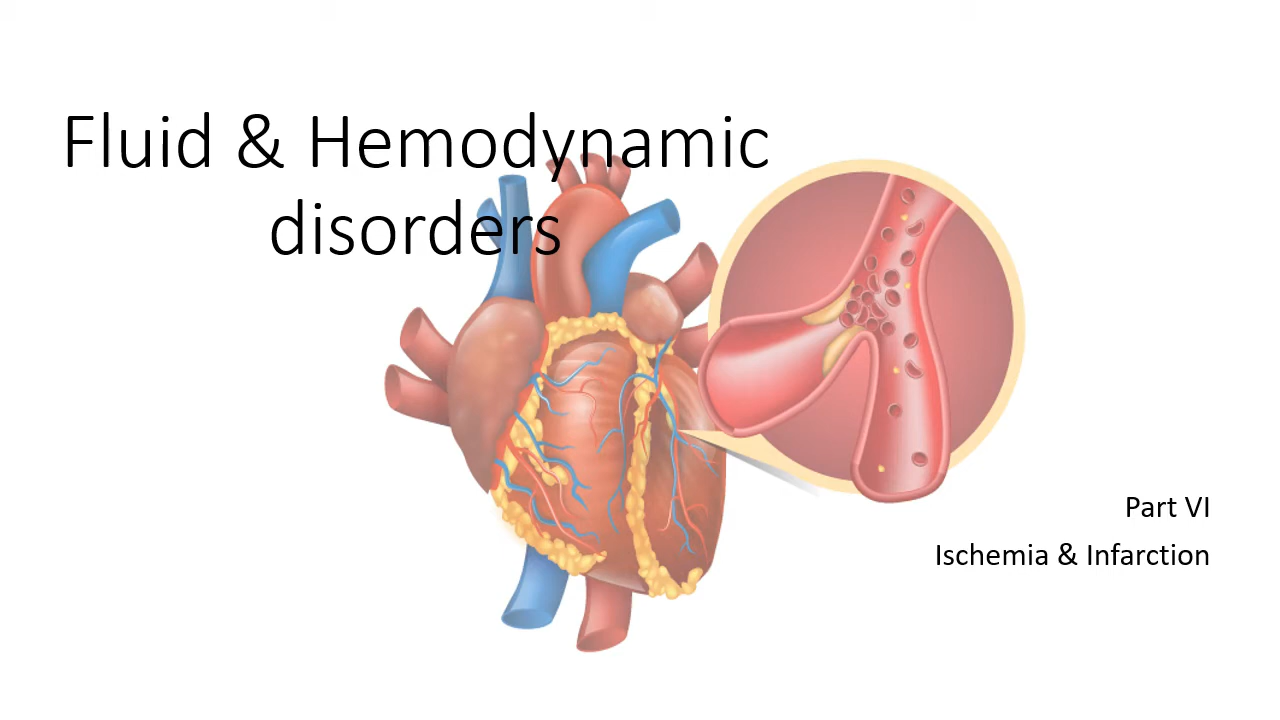 Fluid & Hemodynamic
disorders
Part VI
Ischemia & Infarction